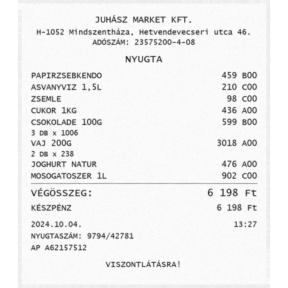 JUHÁSZ MARKET KFT.
H-1052 Mindszentháza, Hetvendevecseri utca 46.
ADÓSZÁM: 23575200-4-08
NYUGTA
PAPIRZSEBKENDO 459 B00
ASVANYVIZ 1,5L 210 C00
ZSEMLE 98 C00
CUKOR 1KG 436 A00
CSOKOLADE 100G 599 B00
3 DB x 1006
VAJ 200G 3018 A00
2 DB x 238
JOGHURT NATUR 476 A00
MOSOGATOSZER 1L 902 C00
VÉGÖSSZEG: 6 198 Ft
KÉSZPÉNZ 6 198 Ft
2024.10.04. 13:27
NYUGTASZÁM: 9794/42781
AP A62157512
VISZONTLÁTÁSRA!